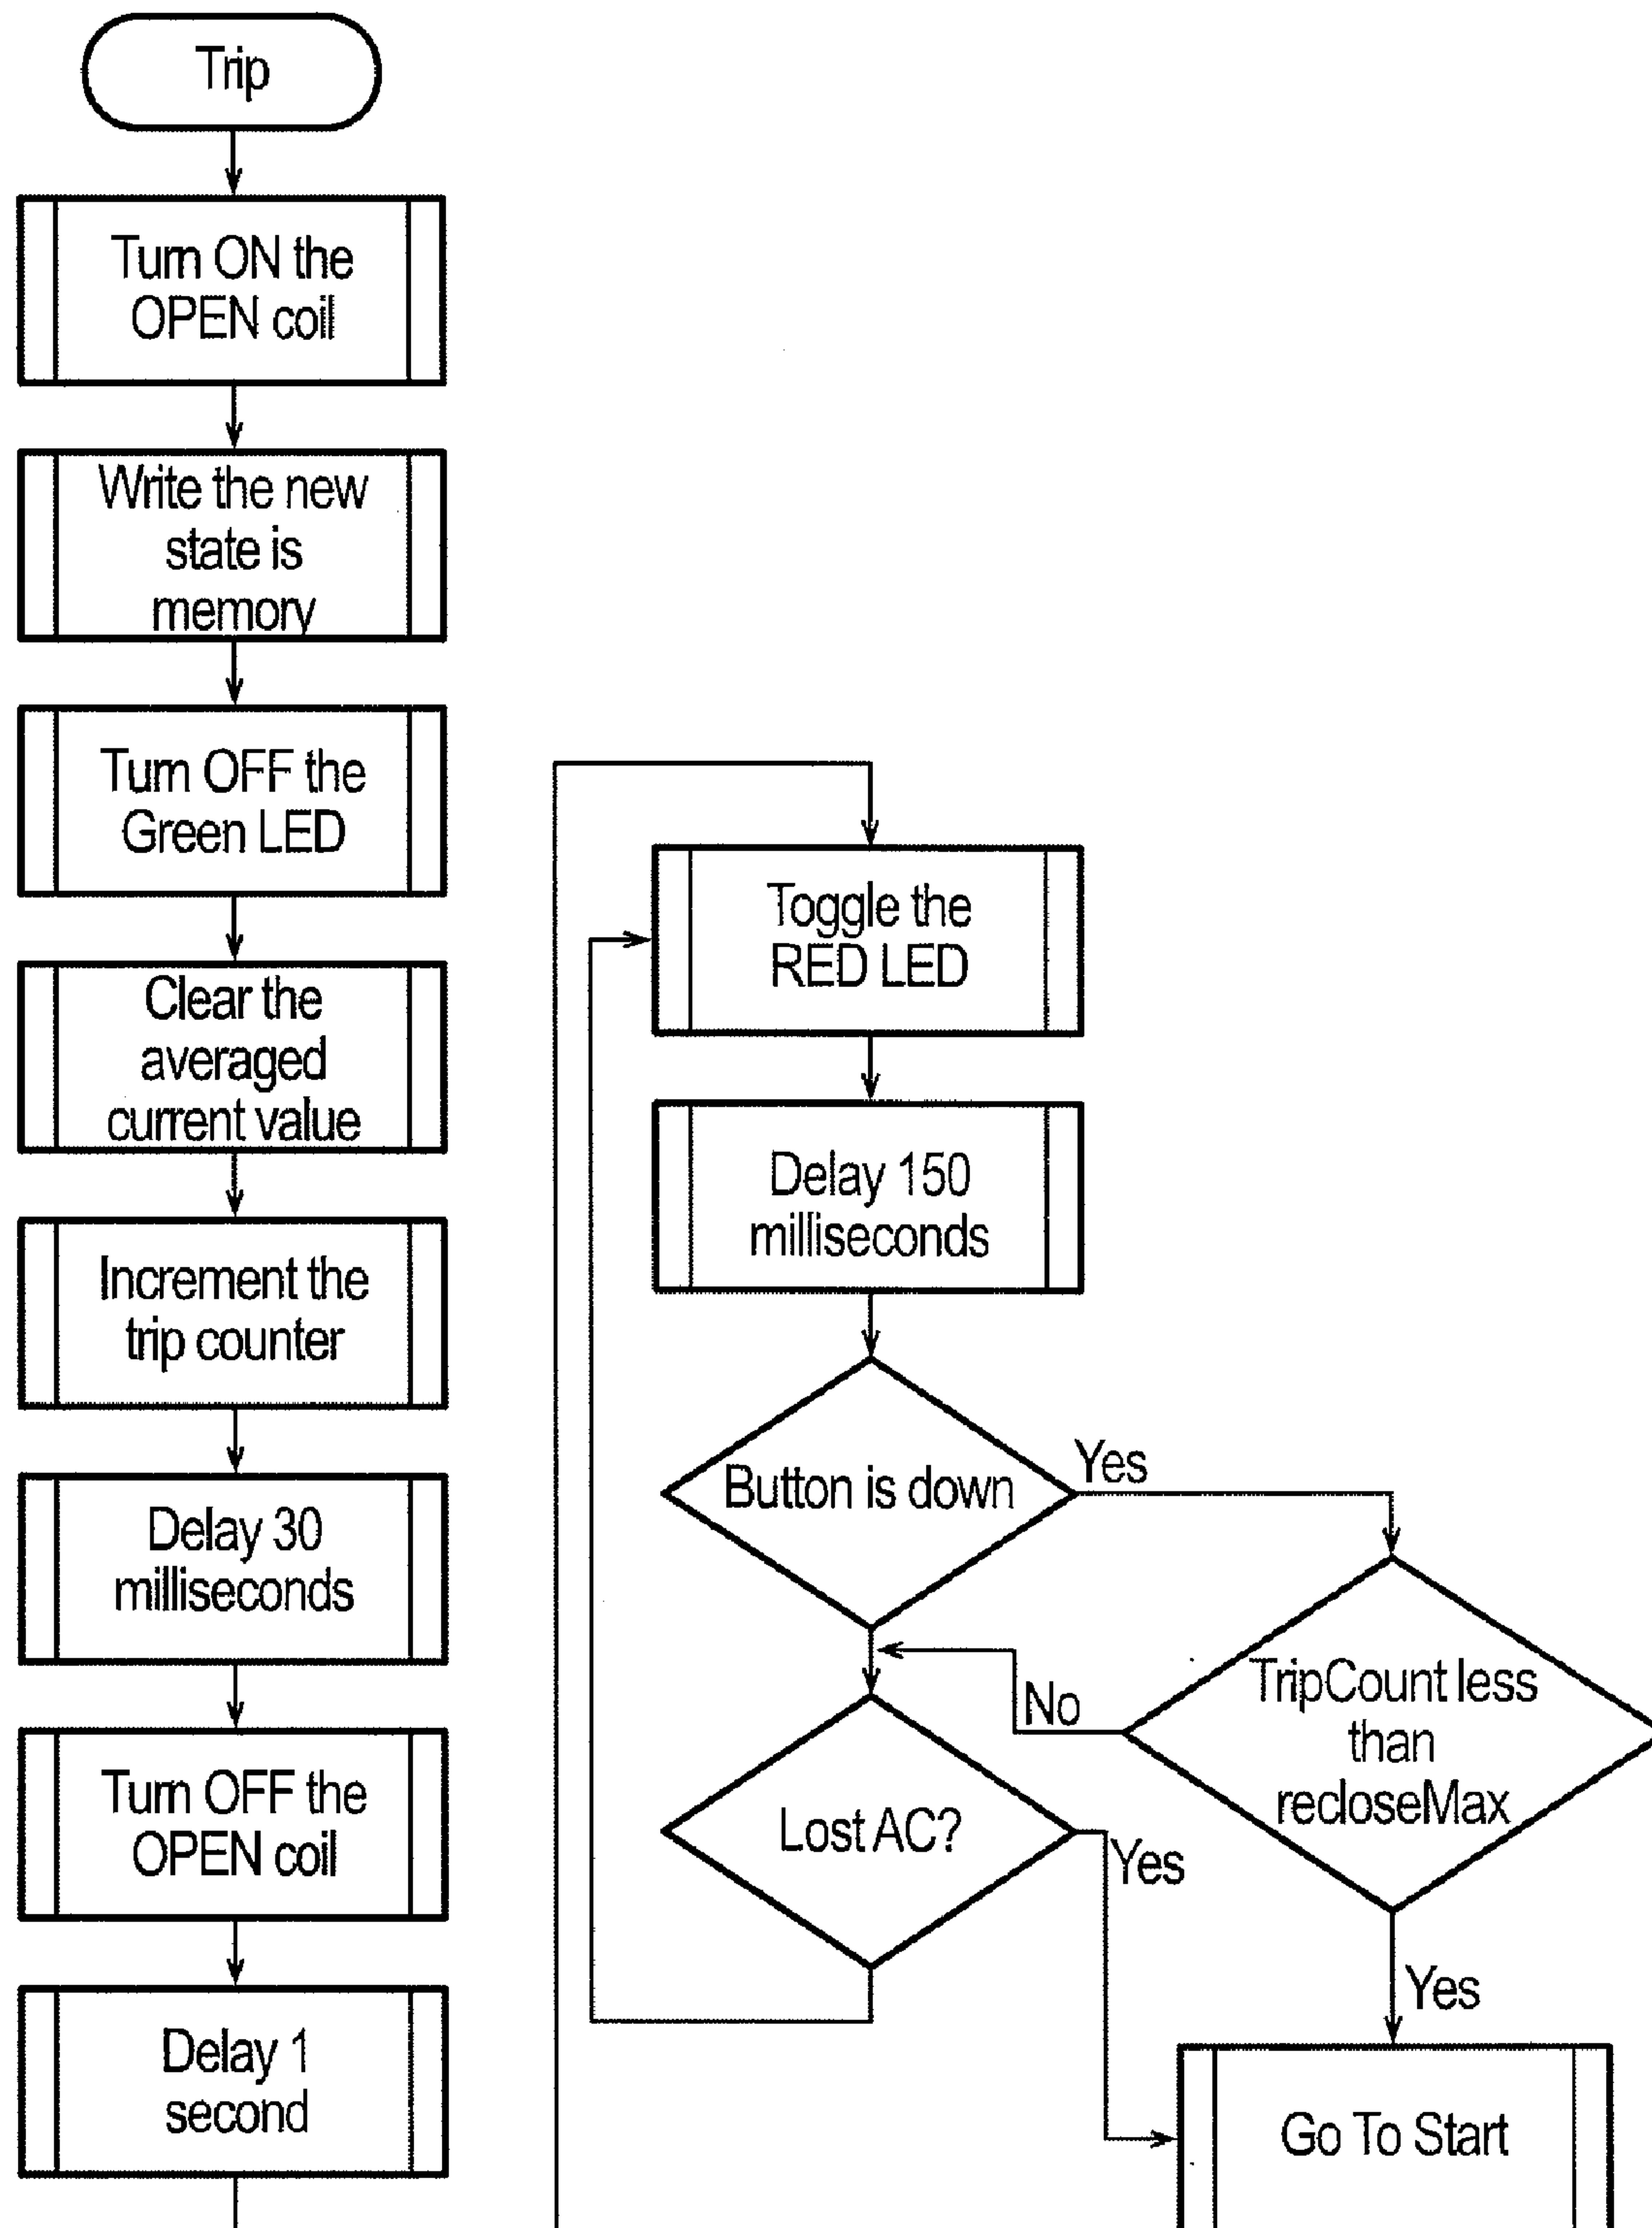 Trip
Turn ON the
OPEN coil
Write the new
state is
memory
Turn OFF the
Green LED
Clear the
averaged
current value
Increment the
trip counter
Delay 30
milliseconds
Turn OFF the
OPEN coil
Delay 1
second
Toggle the
RED LED
Delay 150
milliseconds
Button is down
Yes
TripCount less
than
recloseMax
No
Lost AC?
Yes
Yes
Go To Start